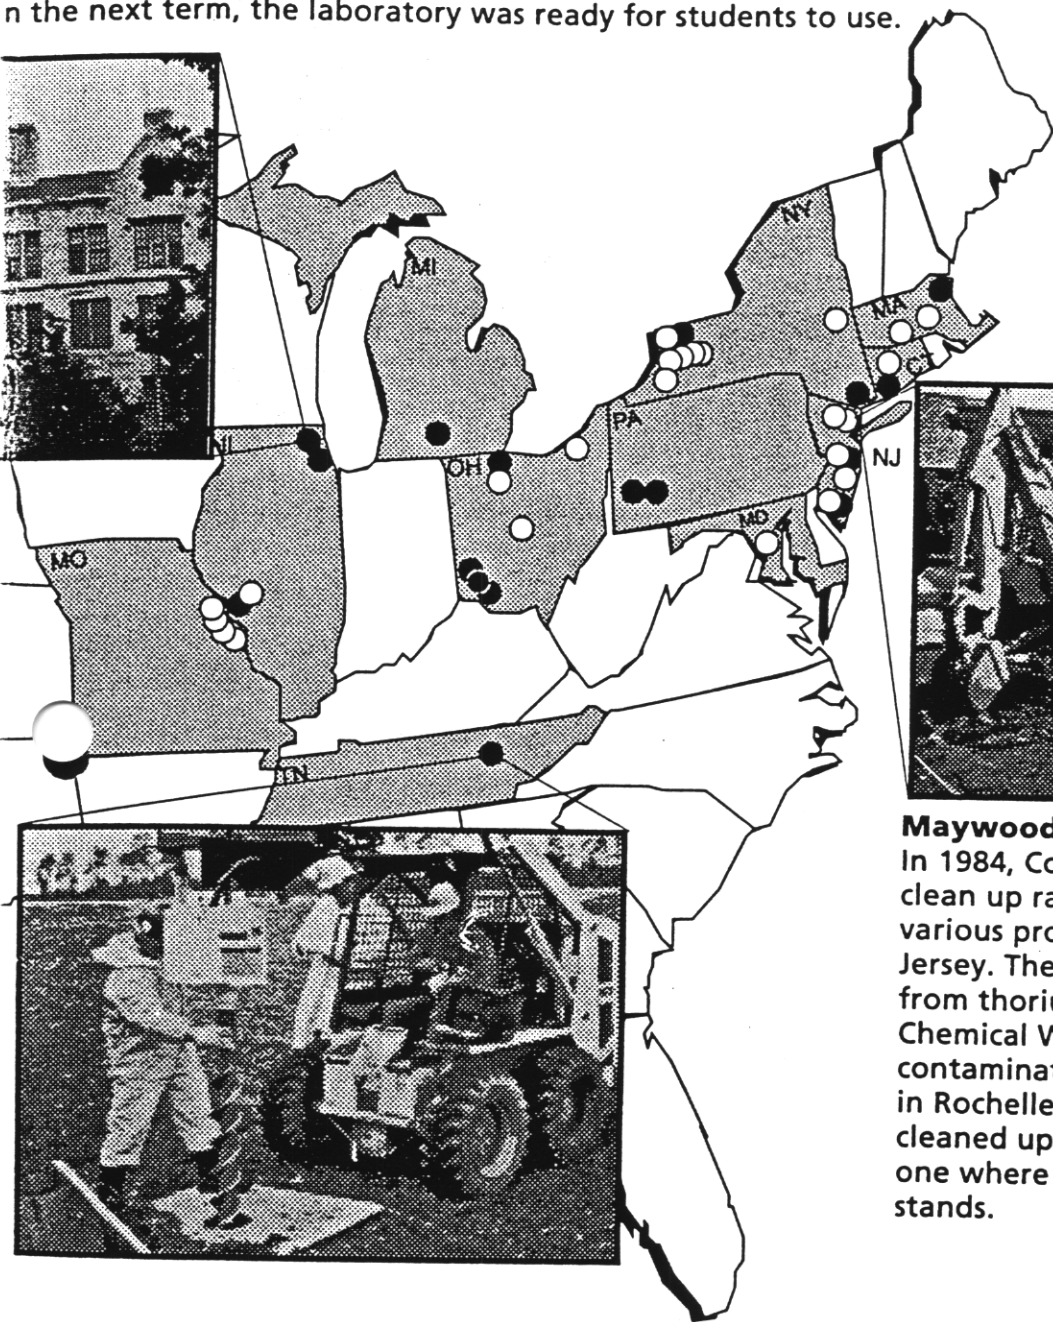 n the next term, the laboratory was ready for students to use.
NY
MI
MA
CT
PA
OH
NJ
MD
MO
TN
Maywood
In 1984, Co
clean up ra
various pro
Jersey. The
from thoriu
Chemical W
contaminat
in Rochelle
cleaned up
one where
stands.